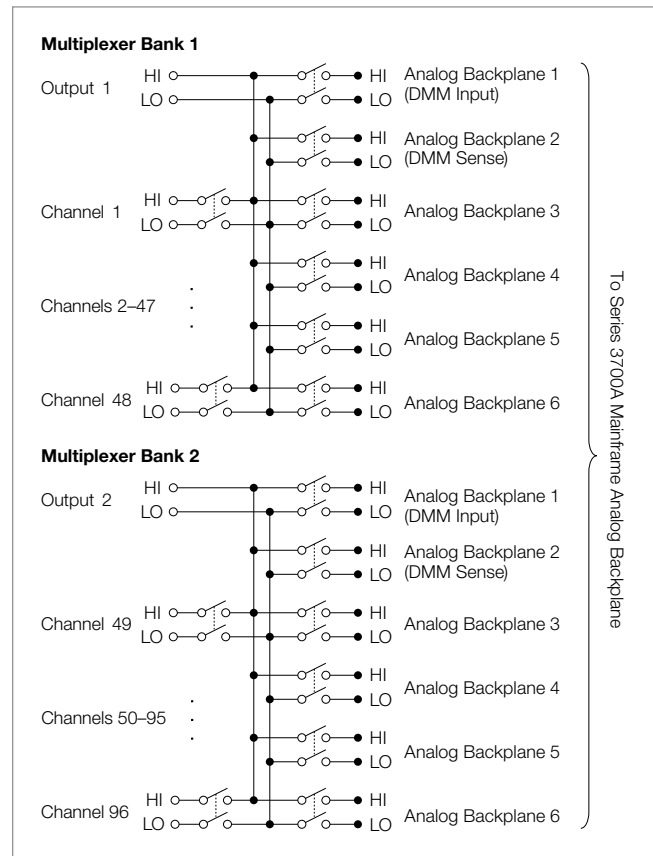 Multiplexer Bank 1
Output 1
HI
LO
HI
LO
Analog Backplane 1
(DMM Input)
HI
LO
Analog Backplane 2
(DMM Sense)
Channel 1
HI
LO
HI
LO
Analog Backplane 3
HI
LO
Analog Backplane 4
Channels 2–47
HI
LO
Analog Backplane 5
Channel 48
HI
LO
HI
LO
Analog Backplane 6
Multiplexer Bank 2
Output 2
HI
LO
HI
LO
Analog Backplane 1
(DMM Input)
HI
LO
Analog Backplane 2
(DMM Sense)
Channel 49
HI
LO
HI
LO
Analog Backplane 3
HI
LO
Analog Backplane 4
Channels 50–95
HI
LO
Analog Backplane 5
Channel 96
HI
LO
HI
LO
Analog Backplane 6
To Series 3700A Mainframe Analog Backplane